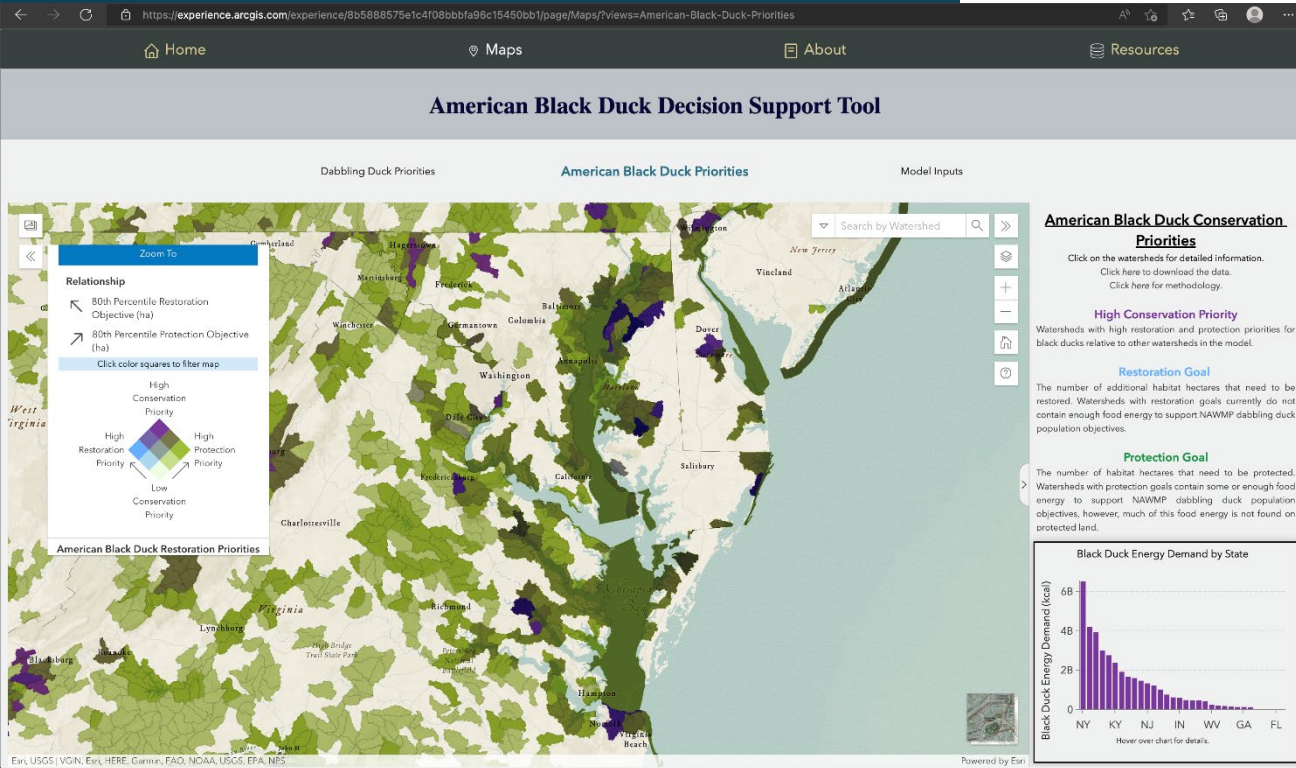 https://experience.arcgis.com/experience/8b5888575e1c4f08bbbfa96c15450bb1/page/Maps/?views=American-Black-Duck-Priorities
Home
Maps
About
Resources
American Black Duck Decision Support Tool
Dabbling Duck Priorities
American Black Duck Priorities
Model Inputs
Search by Watershed
Zoom To
Relationship
80th Percentile Restoration
Objective (ha)
80th Percentile Protection Objective
(ha)
Click color squares to filter map
High
Conservation
Priority
High
Restoration
Priority
High
Protection
Priority
Low
Conservation
Priority
American Black Duck Restoration Priorities
Cumberland
Hagerstown
Martinsburg
Frederick
Winchester
Germantown
Columbia
Baltimore
Wilmington
New Jersey
Vineland
Atlantic
City
Dover
Delaware
Annapolis
Washington
Maryland
Dale City
West
Virginia
Fredericksburg
California
Salisbury
Charlottesville
Chesapeake
Bay
Richmond
Virginia
Lynchburg
High Bridge
Trail State Park
Petersburg
National
Battlefield
Blacksburg
Roanoke
Hampton
Norfolk
Virginia
Beach
John H
Esri, USGS | VGIN, Esri, HERE, Garmin, FAO, NOAA, USGS, EPA, NPS
Powered by Esri
American Black Duck Conservation
Priorities
Click on the watersheds for detailed information.
Click here to download the data.
Click here for methodology.
High Conservation Priority
Watersheds with high restoration and protection priorities for
black ducks relative to other watersheds in the model.
Restoration Goal
The number of additional habitat hectares that need to be
restored. Watersheds with restoration goals currently do not
contain enough food energy to support NAWMP dabbling duck
population objectives.
Protection Goal
The number of habitat hectares that need to be protected.
Watersheds with protection goals contain some or enough food
energy to support NAWMP dabbling duck population
objectives, however, much of this food energy is not found on
protected land.
Black Duck Energy Demand by State
Black Duck Energy Demand (kcal)
6B
4B
2B
0
NY KY NJ IN WV GA FL
Hover over chart for details.